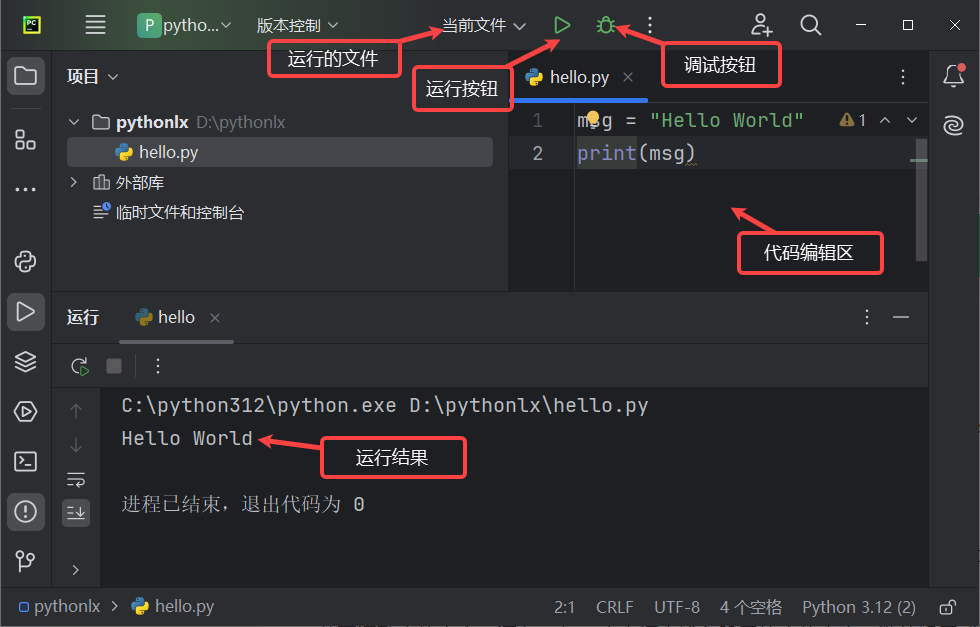 PC
P pytho... 版本控制 当前文件
运行的文件
运行按钮
调试按钮
项目
hello.py
pythonlx D:\pythonlx
hello.py
外部库
临时文件和控制台
1 msg = "Hello World" 1
2 print(msg)
代码编辑区
运行 hello
C:\python312\python.exe D:\pythonlx\hello.py
Hello World
运行结果
进程已结束，退出代码为 0
pythonlx hello.py 2:1 CRLF UTF-8 4 个空格 Python 3.12 (2)